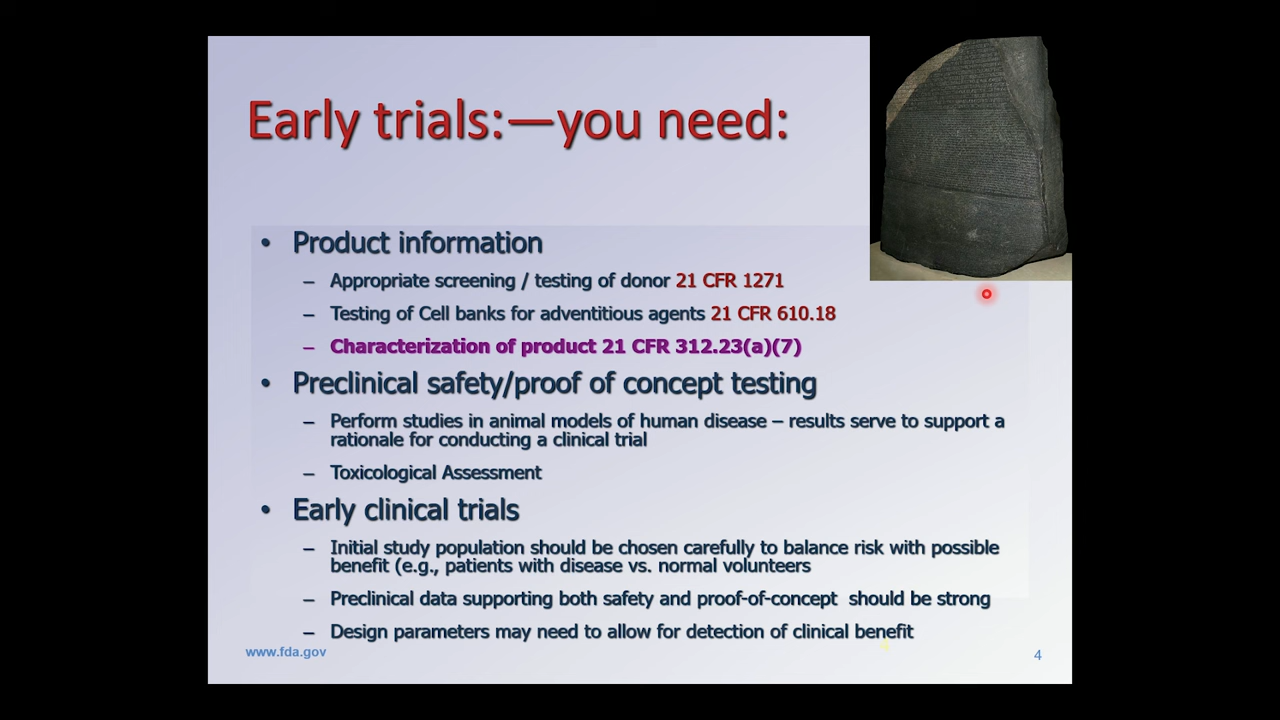 Early trials:—you need:
• Product information
– Appropriate screening / testing of donor 21 CFR 1271
– Testing of Cell banks for adventitious agents 21 CFR 610.18
– Characterization of product 21 CFR 312.23(a)(7)
• Preclinical safety/proof of concept testing
– Perform studies in animal models of human disease – results serve to support a
rationale for conducting a clinical trial
– Toxicological Assessment
• Early clinical trials
– Initial study population should be chosen carefully to balance risk with possible
benefit (e.g., patients with disease vs. normal volunteers
– Preclinical data supporting both safety and proof-of-concept  should be strong
– Design parameters may need to allow for detection of clinical benefit
www.fda.gov
4